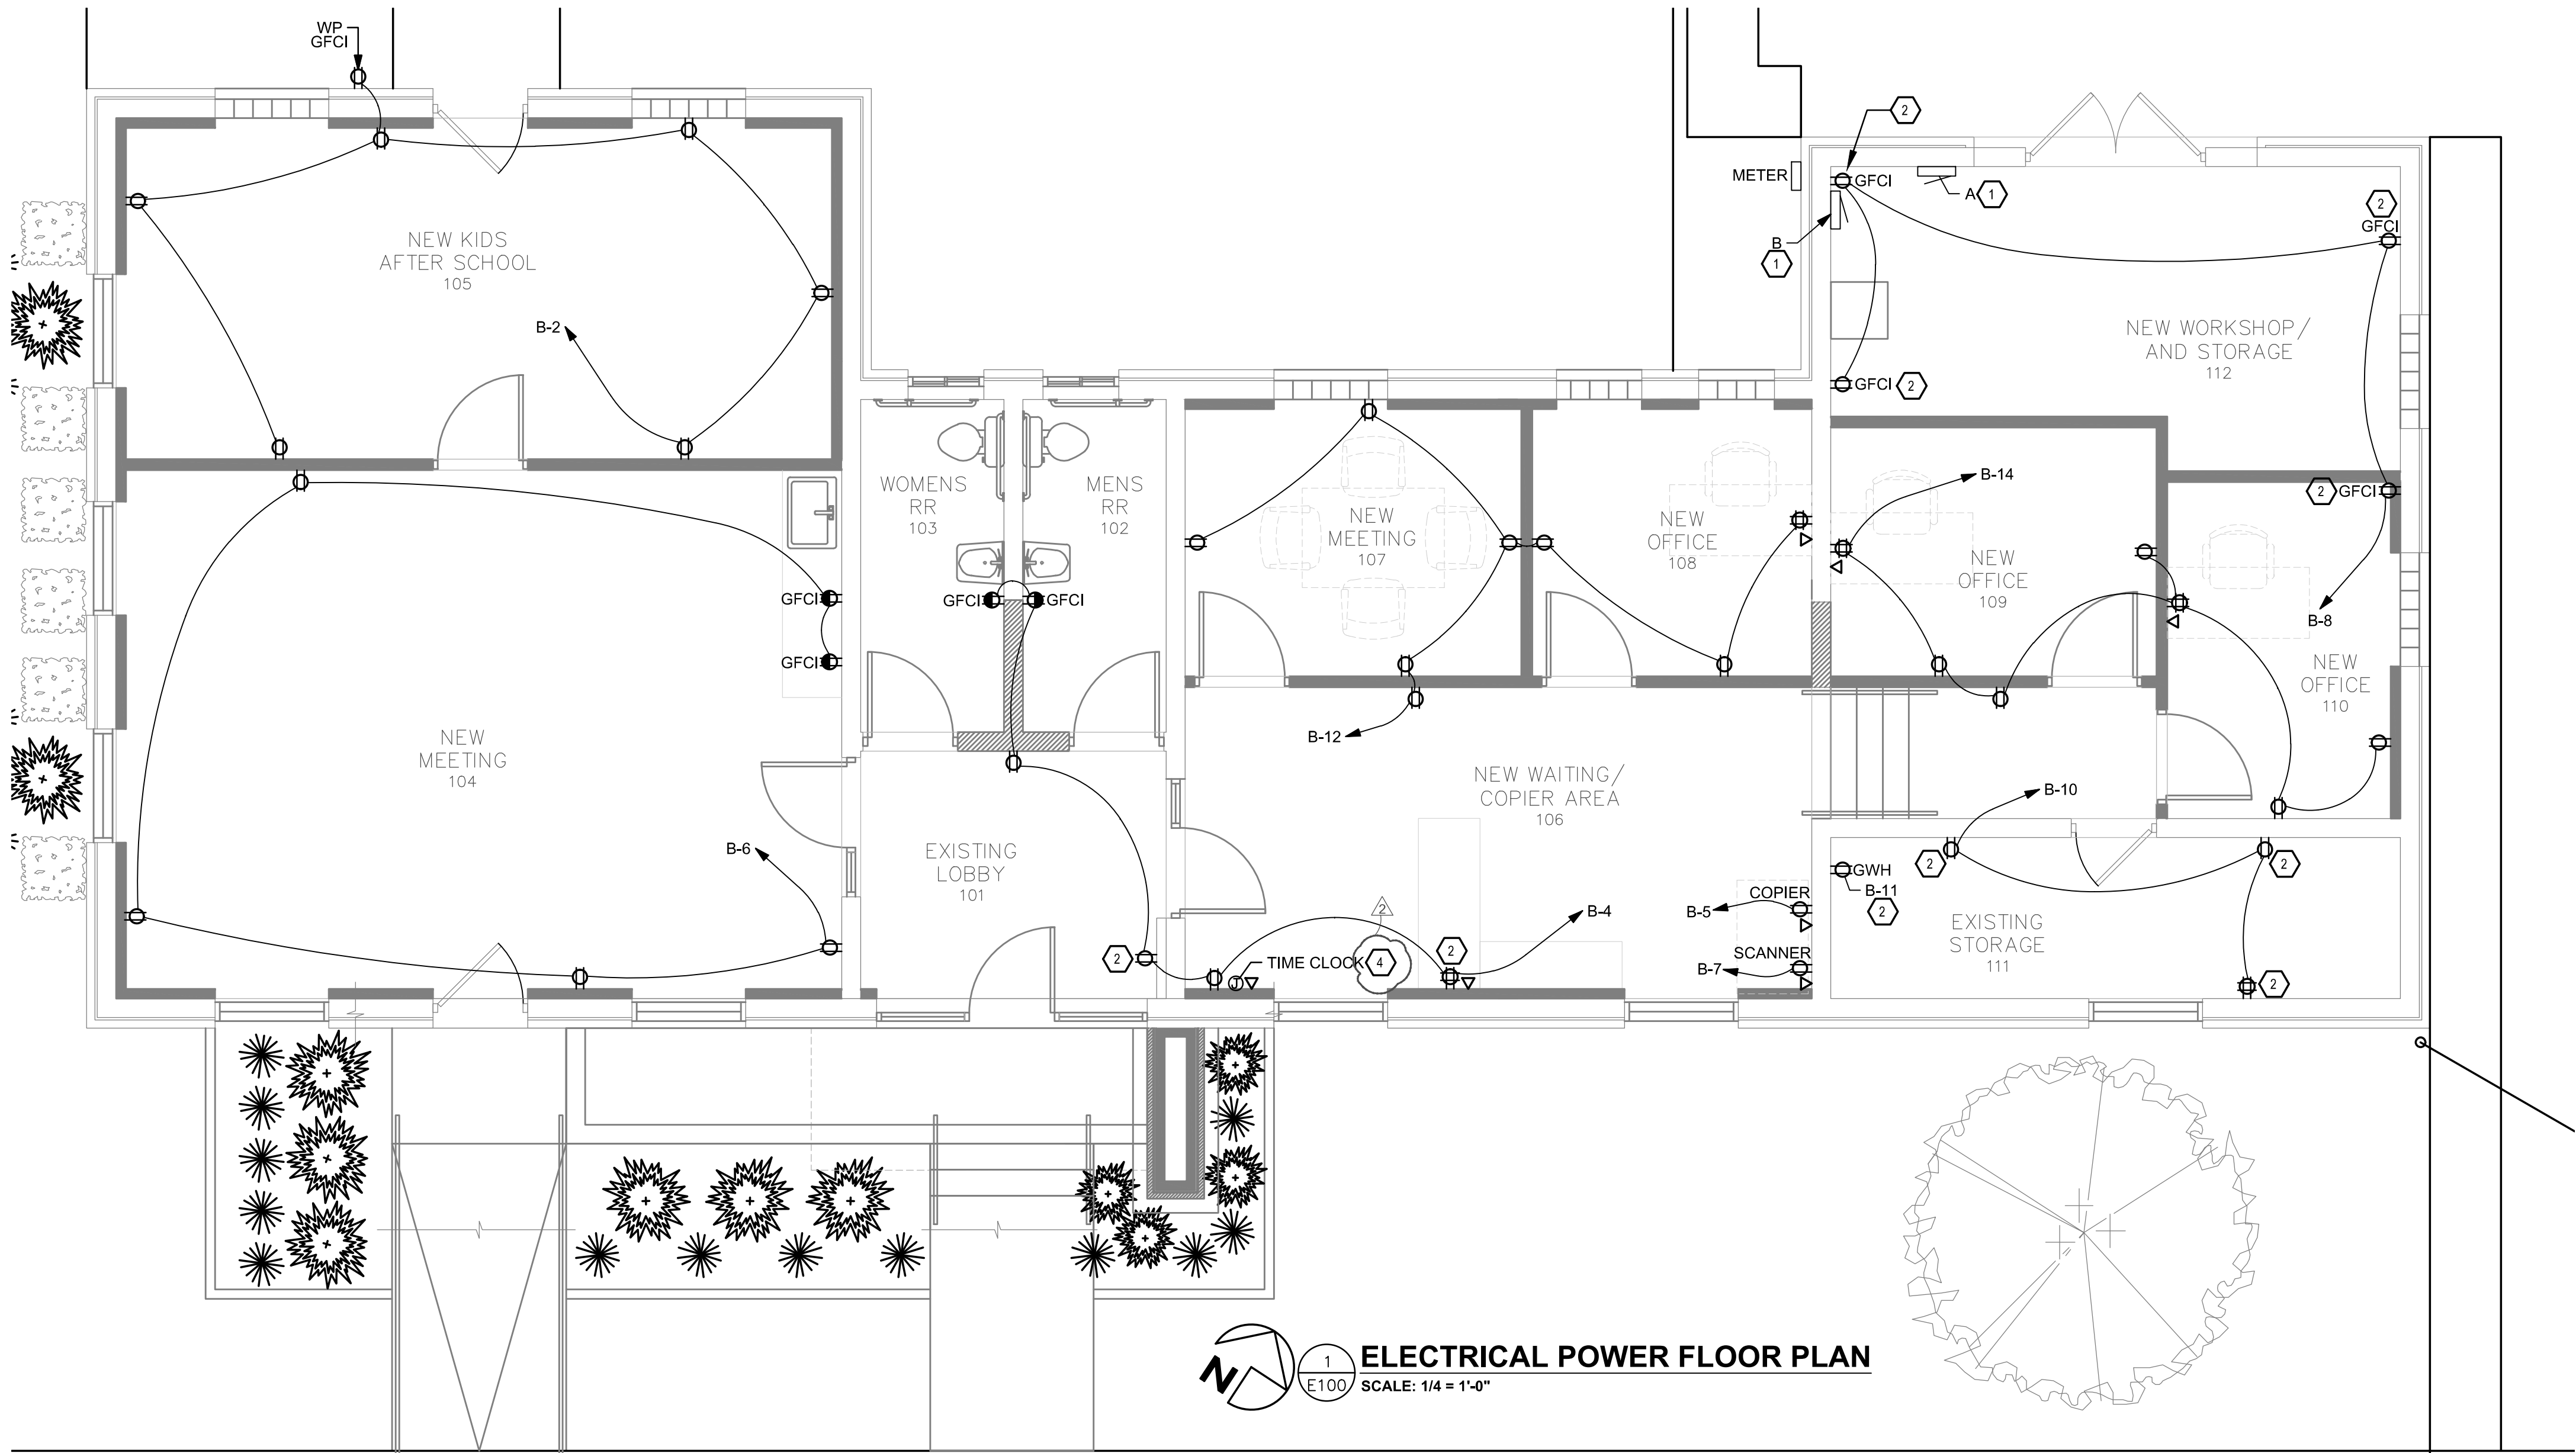 WP
GFCI
2
METER
GFCI
A 1
2
GFCI
B
1
NEW KIDS
AFTER SCHOOL
105
B-2
NEW WORKSHOP/
AND STORAGE
112
GFCI 2
WOMENS
RR
103
MENS
RR
102
NEW
MEETING
107
NEW
OFFICE
108
B-14
NEW
OFFICE
109
2 GFCI
B-8
GFCI
GFCI
GFCI
GFCI
NEW
OFFICE
110
NEW
MEETING
104
B-12
NEW WAITING/
COPIER AREA
106
B-10
B-6
EXISTING
LOBBY
101
2
2
GWH
B-11
2
COPIER
B-5
2
B-4
EXISTING
STORAGE
111
2
J
TIME CLOCK 4
2
SCANNER
B-7
2
N
1
E100
ELECTRICAL POWER FLOOR PLAN
SCALE: 1/4 = 1'-0"